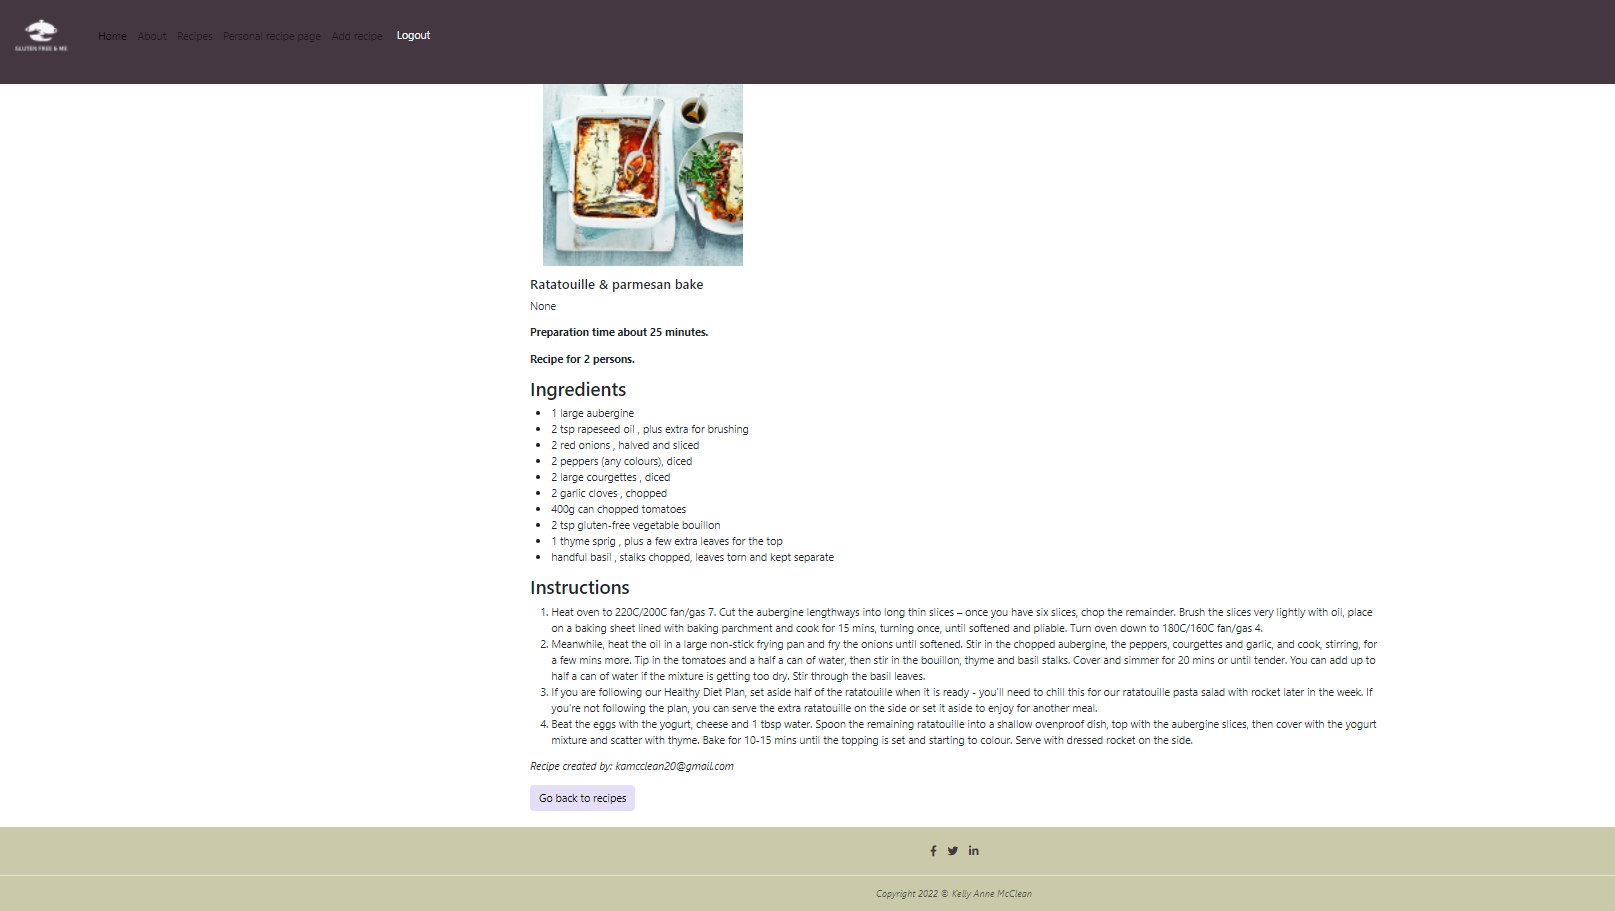 GLUTEN FREE & ME
Home About Recipes Personal recipe page Add recipe Logout
Ratatouille & parmesan bake
None
Preparation time about 25 minutes.
Recipe for 2 persons.
Ingredients
1 large aubergine
2 tsp rapeseed oil , plus extra for brushing
2 red onions , halved and sliced
2 peppers (any colours), diced
2 large courgettes , diced
2 garlic cloves , chopped
400g can chopped tomatoes
2 tsp gluten-free vegetable bouillon
1 thyme sprig , plus a few extra leaves for the top
handful basil , stalks chopped, leaves torn and kept separate
Instructions
1. Heat oven to 220C/200C fan/gas 7. Cut the aubergine lengthways into long thin slices – once you have six slices, chop the remainder. Brush the slices very lightly with oil, place
on a baking sheet lined with baking parchment and cook for 15 mins, turning once, until softened and pliable. Turn oven down to 180C/160C fan/gas 4.
2. Meanwhile, heat the oil in a large non-stick frying pan and fry the onions until softened. Stir in the chopped aubergine, the peppers, courgettes and garlic, and cook, stirring, for
a few mins more. Tip in the tomatoes and a half a can of water, then stir in the bouillon, thyme and basil stalks. Cover and simmer for 20 mins or until tender. You can add up to
half a can of water if the mixture is getting too dry. Stir through the basil leaves.
3. If you are following our Healthy Diet Plan, set aside half of the ratatouille when it is ready - you'll need to chill this for our ratatouille pasta salad with rocket later in the week. If
you're not following the plan, you can serve the extra ratatouille on the side or set it aside to enjoy for another meal.
4. Beat the eggs with the yogurt, cheese and 1 tbsp water. Spoon the remaining ratatouille into a shallow ovenproof dish, top with the aubergine slices, then cover with the yogurt
mixture and scatter with thyme. Bake for 10-15 mins until the topping is set and starting to colour. Serve with dressed rocket on the side.
Recipe created by: kamcclean20@gmail.com
Go back to recipes
Copyright 2022 © Kelly Anne McClean